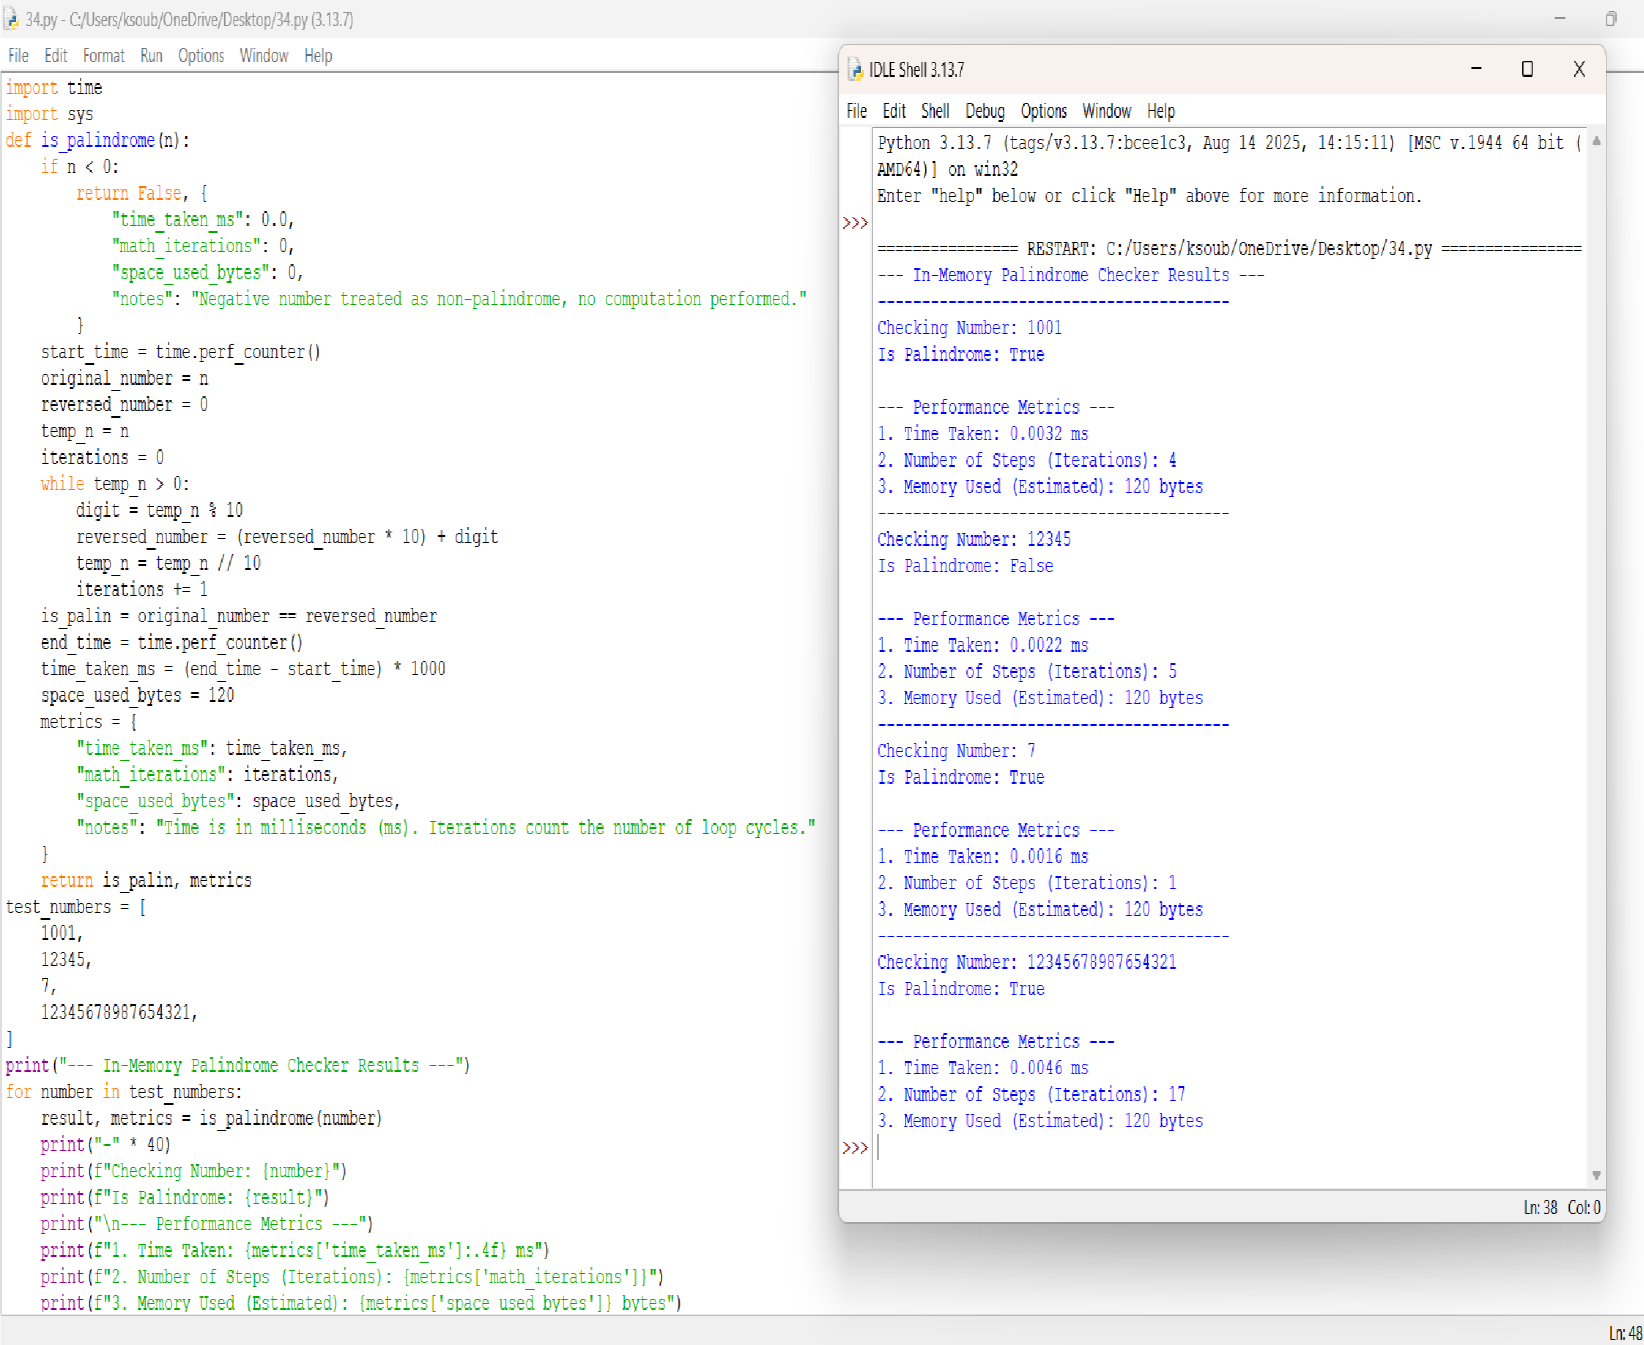 34.py - C:/Users/ksoub/OneDrive/Desktop/34.py (3.13.7)
File Edit Format Run Options Window Help
import time
import sys
def is_palindrome(n):
    if n < 0:
        return False, {
            "time_taken_ms": 0.0,
            "math_iterations": 0,
            "space_used_bytes": 0,
            "notes": "Negative number treated as non-palindrome, no computation performed."
        }
    start_time = time.perf_counter()
    original_number = n
    reversed_number = 0
    temp_n = n
    iterations = 0
    while temp_n > 0:
        digit = temp_n % 10
        reversed_number = (reversed_number * 10) + digit
        temp_n = temp_n // 10
        iterations += 1
    is_palin = original_number == reversed_number
    end_time = time.perf_counter()
    time_taken_ms = (end_time - start_time) * 1000
    space_used_bytes = 120
    metrics = {
        "time_taken_ms": time_taken_ms,
        "math_iterations": iterations,
        "space_used_bytes": space_used_bytes,
        "notes": "Time is in milliseconds (ms). Iterations count the number of loop cycles."
    }
    return is_palin, metrics
test_numbers = [
    1001,
    12345,
    7,
    12345678987654321,
]
print("--- In-Memory Palindrome Checker Results ---")
for number in test_numbers:
    result, metrics = is_palindrome(number)
    print("-" * 40)
    print(f"Checking Number: {number}")
    print(f"Is Palindrome: {result}")
    print("\n--- Performance Metrics ---")
    print(f"1. Time Taken: {metrics['time_taken_ms']:.4f} ms")
    print(f"2. Number of Steps (Iterations): {metrics['math_iterations']}")
    print(f"3. Memory Used (Estimated): {metrics['space_used_bytes']} bytes")
Ln: 48
IDLE Shell 3.13.7
File Edit Shell Debug Options Window Help
Python 3.13.7 (tags/v3.13.7:bcee1c3, Aug 14 2025, 14:15:11) [MSC v.1944 64 bit (
AMD64)] on win32
Enter "help" below or click "Help" above for more information.
>>>
================ RESTART: C:/Users/ksoub/OneDrive/Desktop/34.py ================
--- In-Memory Palindrome Checker Results ---
----------------------------------------
Checking Number: 1001
Is Palindrome: True
--- Performance Metrics ---
1. Time Taken: 0.0032 ms
2. Number of Steps (Iterations): 4
3. Memory Used (Estimated): 120 bytes
----------------------------------------
Checking Number: 12345
Is Palindrome: False
--- Performance Metrics ---
1. Time Taken: 0.0022 ms
2. Number of Steps (Iterations): 5
3. Memory Used (Estimated): 120 bytes
----------------------------------------
Checking Number: 7
Is Palindrome: True
--- Performance Metrics ---
1. Time Taken: 0.0016 ms
2. Number of Steps (Iterations): 1
3. Memory Used (Estimated): 120 bytes
----------------------------------------
Checking Number: 12345678987654321
Is Palindrome: True
--- Performance Metrics ---
1. Time Taken: 0.0046 ms
2. Number of Steps (Iterations): 17
3. Memory Used (Estimated): 120 bytes
>>>
Ln: 38 Col: 0